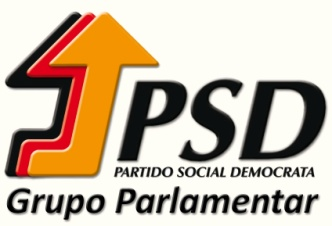 PSD
PARTIDO SOCIAL DEMOCRATA
Grupo Parlamentar